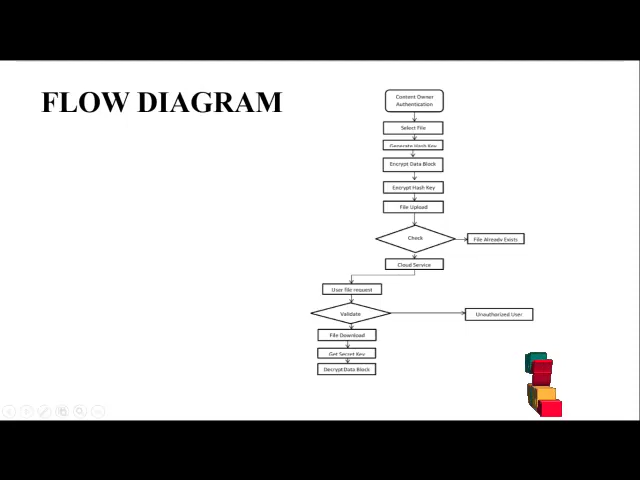 FLOW DIAGRAM
Content Owner
Authentication
Select File
Generate Hash Key
Encrypt Data Block
Encrypt Hash Key
File Upload
Check
File Already Exists
Cloud Service
User file request
Validate
Unauthorized User
File Download
Get Secret Key
Decrypt Data Block